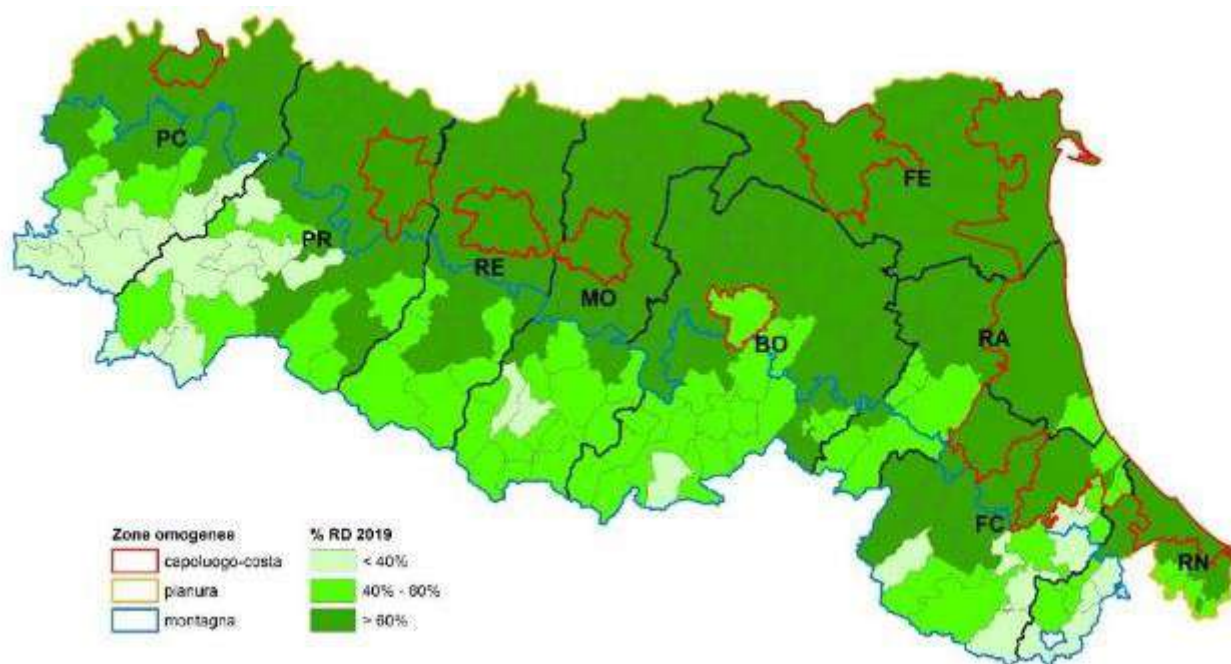 PC
FE
PR
RE
MO
BO
RA
FC
RN
Zone omogenee
capoluogo-costa
pianura
montagna
% RD 2019
< 40%
40% - 60%
> 60%